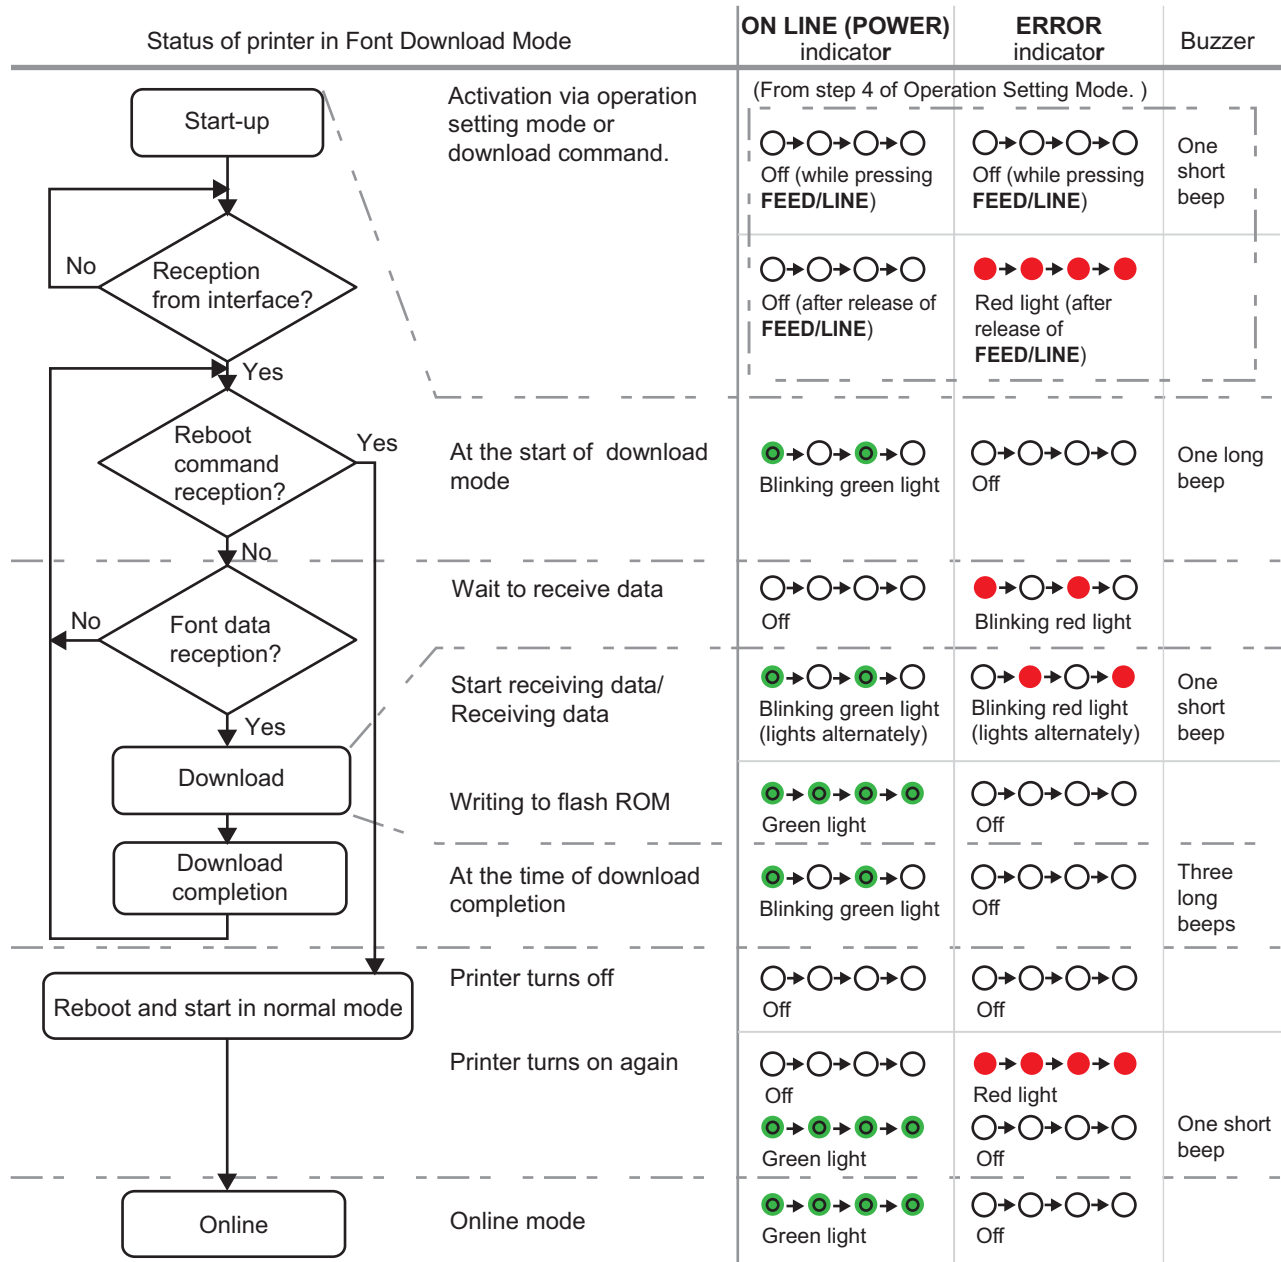 Status of printer in Font Download Mode
ON LINE (POWER)
indicator
ERROR
indicator
Buzzer
Start-up
Activation via operation
setting mode or
download command.
(From step 4 of Operation Setting Mode. )
Off (while pressing
FEED/LINE)
Off (while pressing
FEED/LINE)
One
short
beep
No
Reception
from interface?
Off (after release of
FEED/LINE)
Red light (after
release of
FEED/LINE)
Yes
Reboot
command
reception?
Yes
At the start of download
mode
Blinking green light
Off
One long
beep
No
Wait to receive data
Off
Blinking red light
No
Font data
reception?
Start receiving data/
Receiving data
Blinking green light
(lights alternately)
Blinking red light
(lights alternately)
One
short
beep
Yes
Download
Writing to flash ROM
Green light
Off
Download
completion
At the time of download
completion
Blinking green light
Off
Three
long
beeps
Reboot and start in normal mode
Printer turns off
Off
Off
Printer turns on again
Off
Red light
Green light
Off
One short
beep
Online
Online mode
Green light
Off